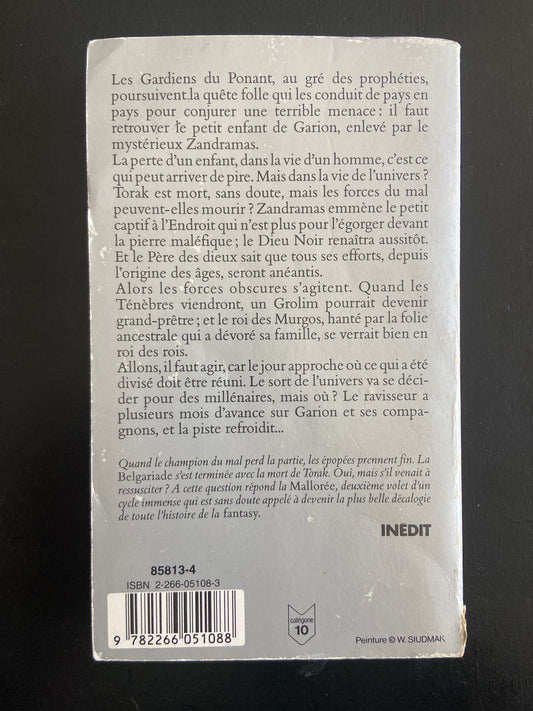 Les Gardiens du Ponant, au gré des prophéties,
poursuivent la quête folle qui les conduit de pays en
pays pour conjurer une terrible menace : il faut
retrouver le petit enfant de Garion, enlevé par le
mystérieux Zandramas.
La perte d'un enfant, dans la vie d'un homme, c'est ce
qui peut arriver de pire. Mais dans la vie de l'univers ?
Torak est mort, sans doute, mais les forces du mal
peuvent-elles mourir ? Zandramas emmène le petit
captif à l'Endroit qui n'est plus pour l'égorger devant
la pierre maléfique ; le Dieu Noir renaîtra aussitôt.
Et le Père des dieux sait que tous ses efforts, depuis
l'origine des âges, seront anéantis.
Alors les forces obscures s'agitent. Quand les
Ténèbres viendront, un Grolim pourrait devenir
grand-prêtre ; et le roi des Murgos, hanté par la folie
ancestrale qui a dévoré sa famille, se verrait bien en
roi des rois.
Allons, il faut agir, car le jour approche où ce qui a été
divisé doit être réuni. Le sort de l'univers va se déci-
der pour des millénaires, mais où ? Le ravisseur a
plusieurs mois d'avance sur Garion et ses compa-
gnons, et la piste refroidit...
Quand le champion du mal perd la partie, les épopées prennent fin. La
Belgariade s'est terminée avec la mort de Torak. Oui, mais s'il venait à
ressusciter ? A cette question répond la Mallorée, deuxième volet d'un
cycle immense qui est sans doute appelé à devenir la plus belle décalogie
de toute l'histoire de la fantasy.
INÉDIT
85813-4
ISBN 2-266-05108-3
9 782266 051088
catégorie
10
Peinture © W. SIUDMAK